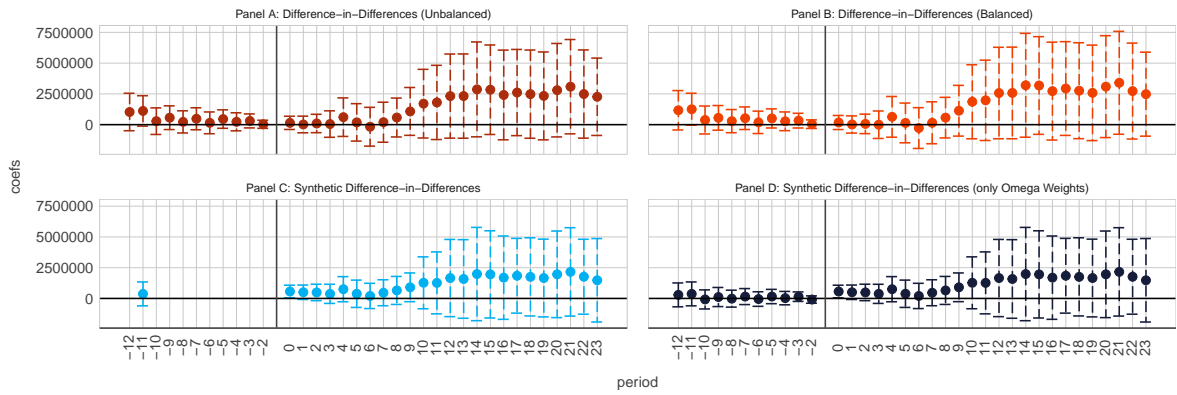 Panel A: Difference−in−Differences (Unbalanced)
Panel B: Difference−in−Differences (Balanced)
7500000
5000000
2500000
0
Panel C: Synthetic Difference−in−Differences
Panel D: Synthetic Difference−in−Differences (only Omega Weights)
7500000
5000000
2500000
0
coefs
−12 −11 −10 −9 −8 −7 −6 −5 −4 −3 −2 0 1 2 3 4 5 6 7 8 9 10 11 12 13 14 15 16 17 18 19 20 21 22 23
−12 −11 −10 −9 −8 −7 −6 −5 −4 −3 −2 0 1 2 3 4 5 6 7 8 9 10 11 12 13 14 15 16 17 18 19 20 21 22 23
period